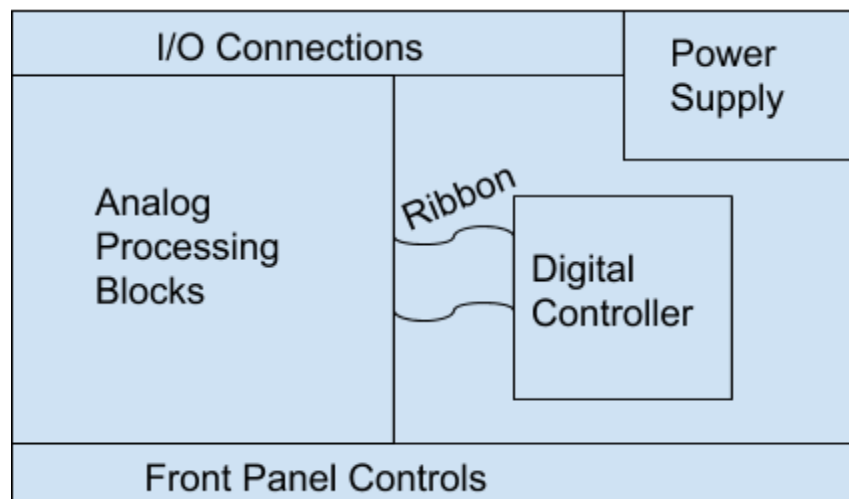 I/O Connections
Power
Supply
Analog
Processing
Blocks
Ribbon
Digital
Controller
Front Panel Controls